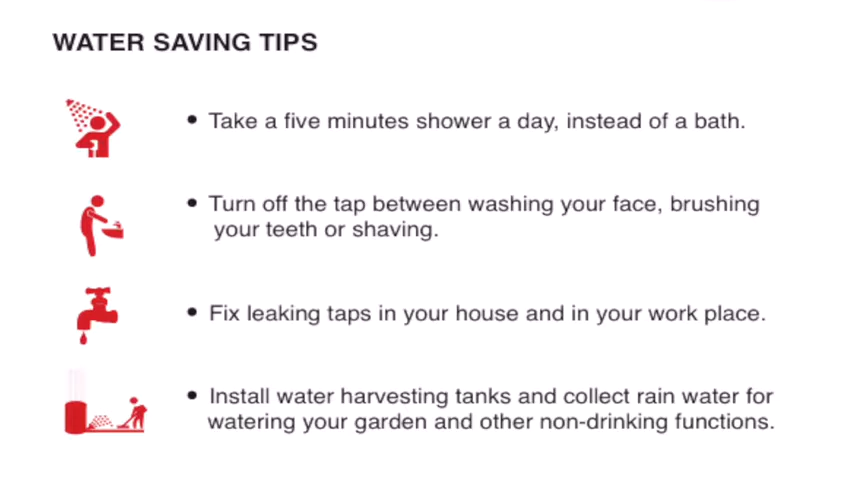 WATER SAVING TIPS
• Take a five minutes shower a day, instead of a bath.
• Turn off the tap between washing your face, brushing
your teeth or shaving.
• Fix leaking taps in your house and in your work place.
• Install water harvesting tanks and collect rain water for
watering your garden and other non-drinking functions.